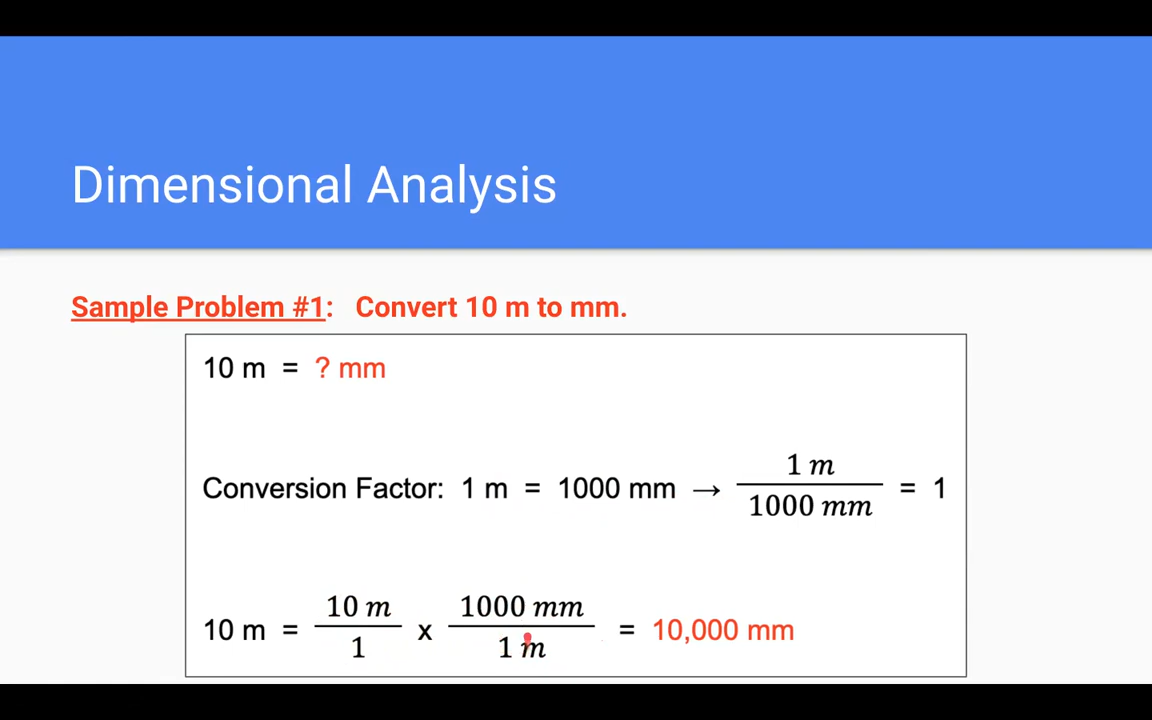 Dimensional Analysis
Sample Problem #1: Convert 10 m to mm.
10 m = ? mm
Conversion Factor: 1 m = 1000 mm → 1 m / 1000 mm = 1
10 m = 10 m / 1 x 1000 mm / 1 m = 10,000 mm